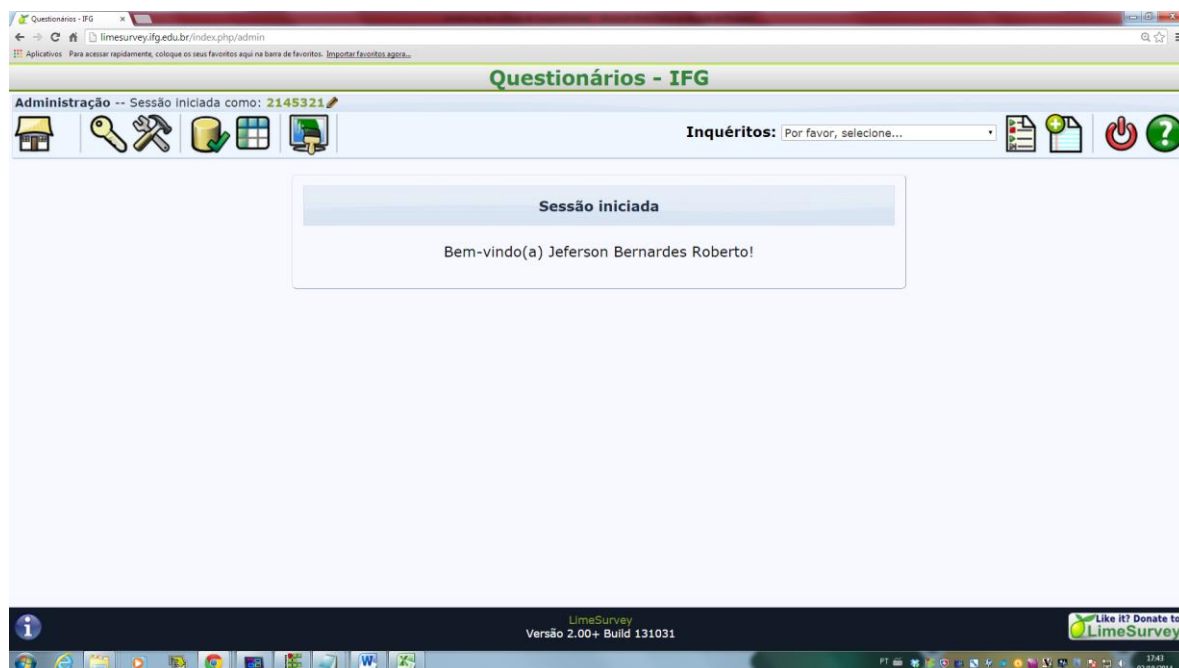 Questionários - IFG
limesurvey.ifg.edu.br/index.php/admin
Aplicativos Para acessar rapidamente, coloque os seus favoritos aqui na barra de favoritos. Importar favoritos agora...
Questionários - IFG
Administração -- Sessão iniciada como: 2145321
Inquéritos: Por favor, selecione...
Sessão iniciada
Bem-vindo(a) Jeferson Bernardes Roberto!
LimeSurvey
Versão 2.00+ Build 131031
Like it? Donate to
LimeSurvey
PT
17:43